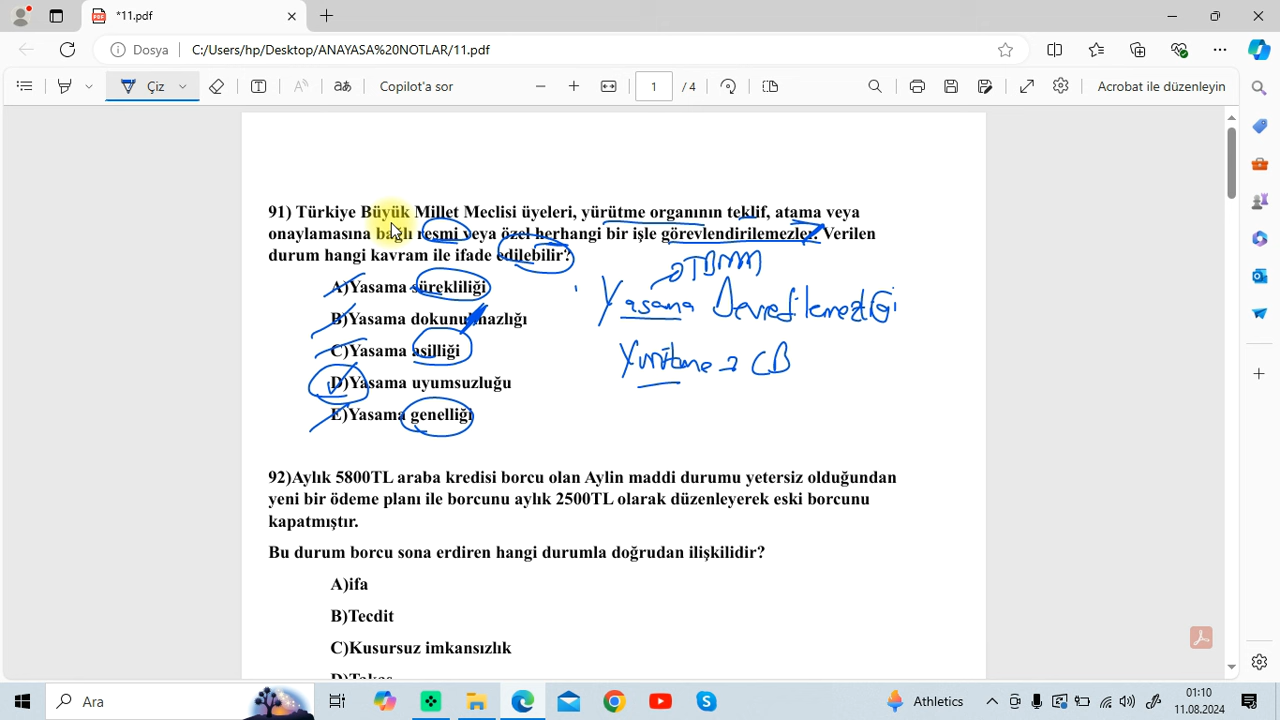 *11.pdf
Dosya
C:/Users/hp/Desktop/ANAYASA%20NOTLAR/11.pdf
Çiz
T
aあ
Copilot'a sor
1
/ 4
Acrobat ile düzenleyin
91) Türkiye Büyük Millet Meclisi üyeleri, yürütme organının teklif, atama veya
onaylamasına bağlı resmi veya özel herhangi bir işle görevlendirilemezler. Verilen
durum hangi kavram ile ifade edilebilir?
A)Yasama sürekliliği
B)Yasama dokunulmazlığı
C)Yasama asilliği
D)Yasama uyumsuzluğu
E)Yasama genelliği
TBMM
Yasama Devredilemezliği
Yürütme → CB
92)Aylık 5800TL araba kredisi borcu olan Aylin maddi durumu yetersiz olduğundan
yeni bir ödeme planı ile borcunu aylık 2500TL olarak düzenleyerek eski borcunu
kapatmıştır.
Bu durum borcu sona erdiren hangi durumla doğrudan ilişkilidir?
A)ifa
B)Tecdit
C)Kusursuz imkansızlık
D)Takas
Ara
Athletics
01:10
11.08.2024